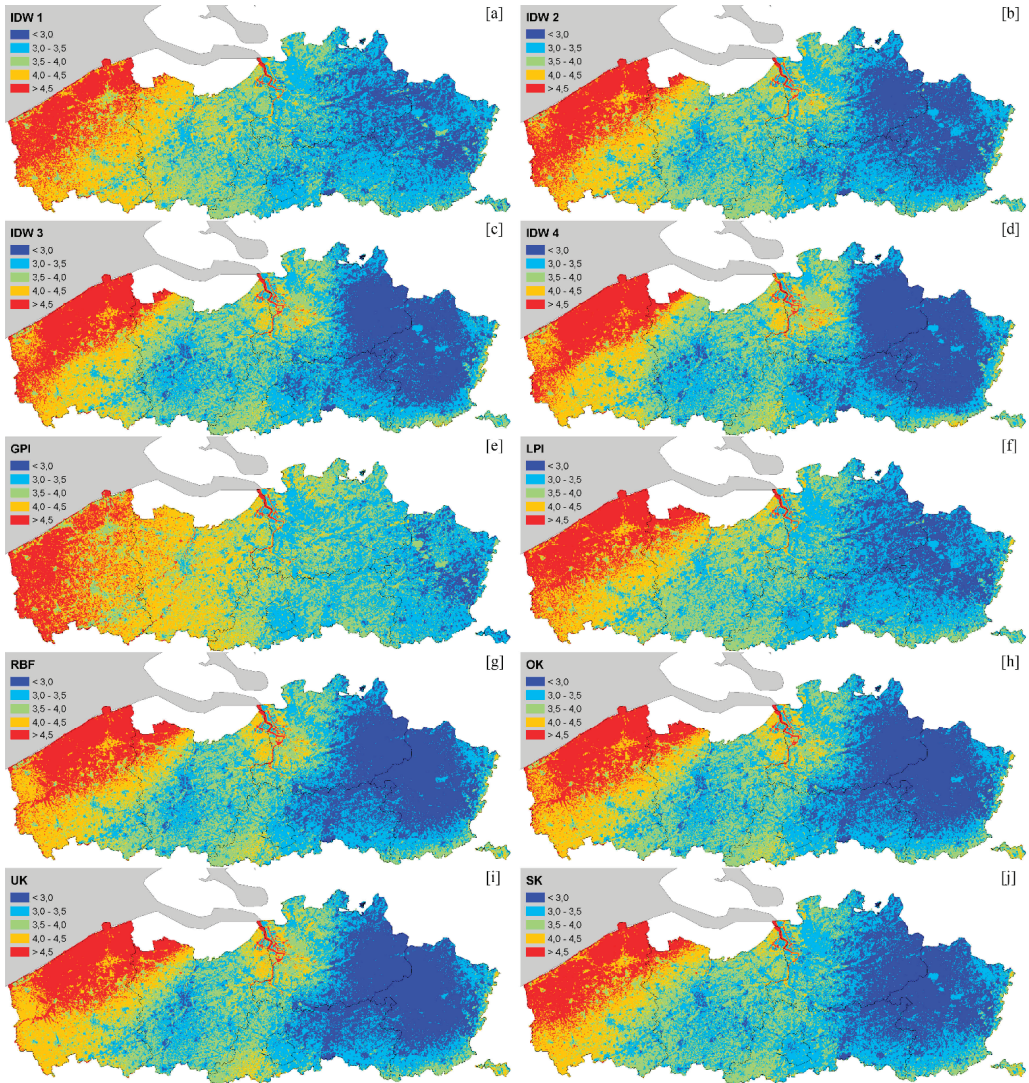 IDW 1
[a]
< 3,0
3,0 - 3,5
3,5 - 4,0
4,0 - 4,5
> 4,5
IDW 2
[b]
< 3,0
3,0 - 3,5
3,5 - 4,0
4,0 - 4,5
> 4,5
IDW 3
[c]
< 3,0
3,0 - 3,5
3,5 - 4,0
4,0 - 4,5
> 4,5
IDW 4
[d]
< 3,0
3,0 - 3,5
3,5 - 4,0
4,0 - 4,5
> 4,5
GPI
[e]
< 3,0
3,0 - 3,5
3,5 - 4,0
4,0 - 4,5
> 4,5
LPI
[f]
< 3,0
3,0 - 3,5
3,5 - 4,0
4,0 - 4,5
> 4,5
RBF
[g]
< 3,0
3,0 - 3,5
3,5 - 4,0
4,0 - 4,5
> 4,5
OK
[h]
< 3,0
3,0 - 3,5
3,5 - 4,0
4,0 - 4,5
> 4,5
UK
[i]
< 3,0
3,0 - 3,5
3,5 - 4,0
4,0 - 4,5
> 4,5
SK
[j]
< 3,0
3,0 - 3,5
3,5 - 4,0
4,0 - 4,5
> 4,5